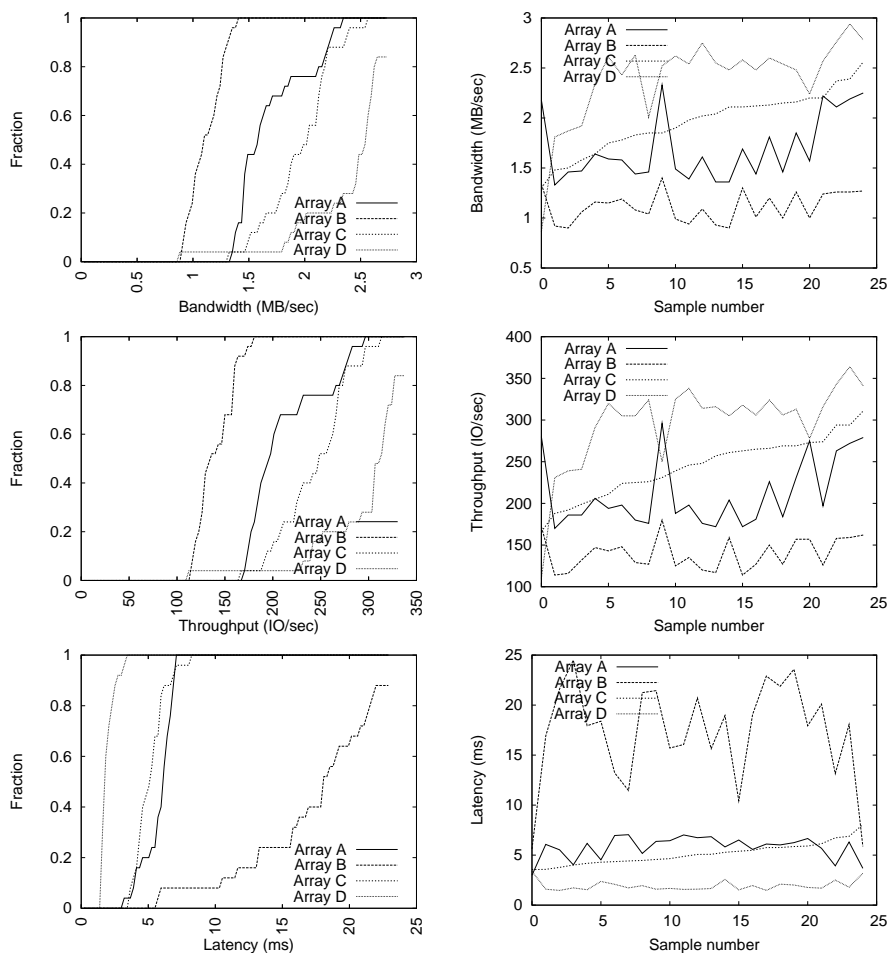 1
0.8
0.6
0.4
0.2
0
Fraction
Array A
Array B
Array C
Array D
0
0.5
1
1.5
2
2.5
3
Bandwidth (MB/sec)
3
2.5
2
1.5
1
0.5
Bandwidth (MB/sec)
Array A
Array B
Array C
Array D
0
5
10
15
20
25
Sample number
1
0.8
0.6
0.4
0.2
0
Fraction
Array A
Array B
Array C
Array D
0
50
100
150
200
250
300
350
Throughput (IO/sec)
400
350
300
250
200
150
100
Throughput (IO/sec)
Array A
Array B
Array C
Array D
0
5
10
15
20
25
Sample number
1
0.8
0.6
0.4
0.2
0
Fraction
Array A
Array B
Array C
Array D
0
5
10
15
20
25
Latency (ms)
25
20
15
10
5
0
Latency (ms)
Array A
Array B
Array C
Array D
0
5
10
15
20
25
Sample number